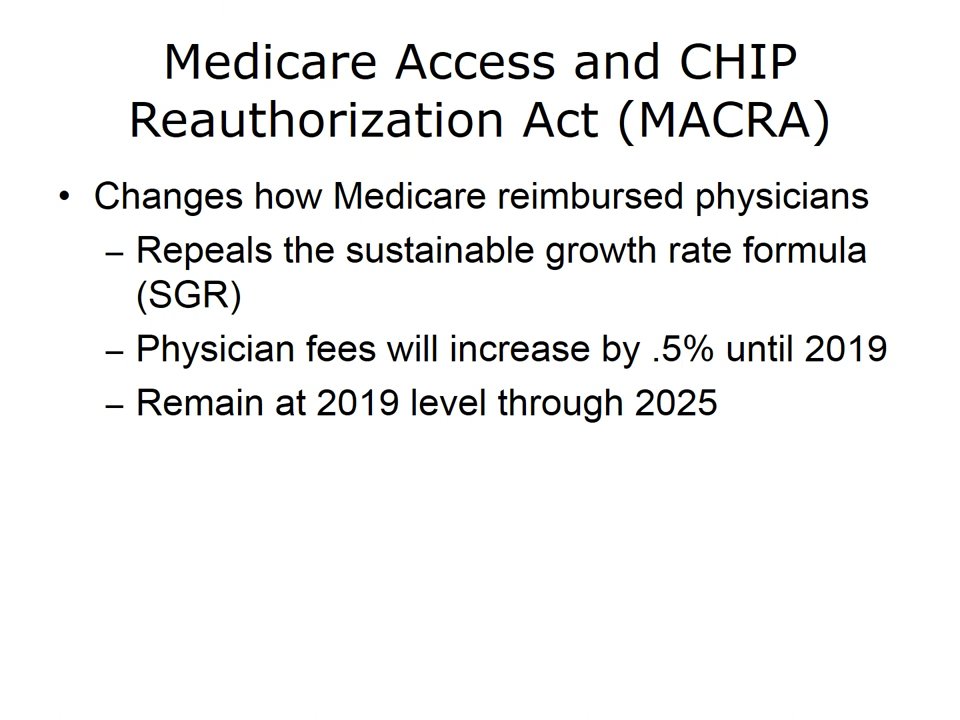 Medicare Access and CHIP
Reauthorization Act (MACRA)
• Changes how Medicare reimbursed physicians
– Repeals the sustainable growth rate formula
(SGR)
– Physician fees will increase by .5% until 2019
– Remain at 2019 level through 2025